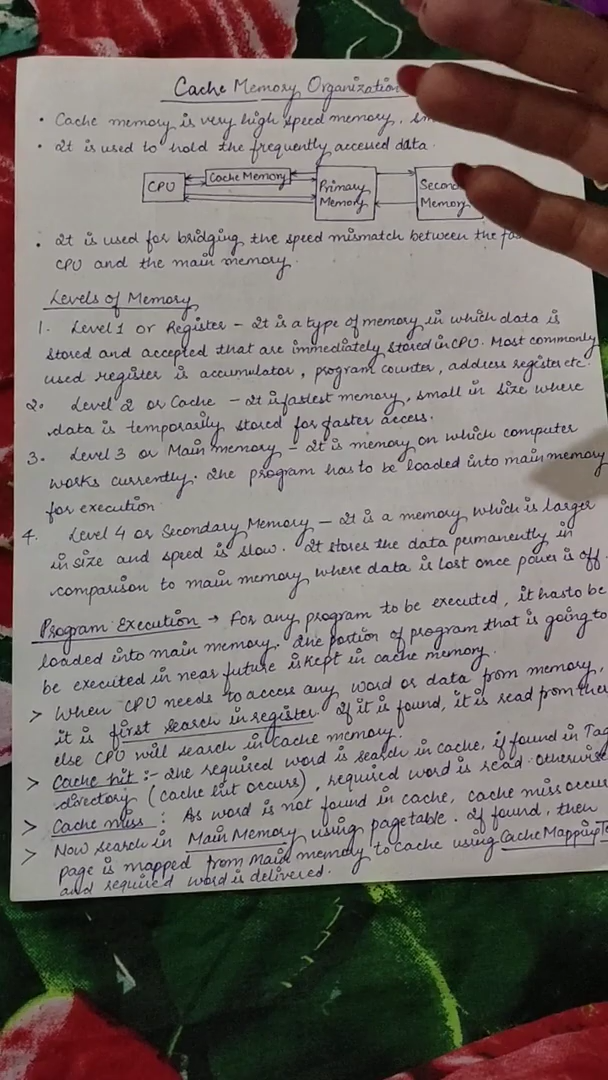 Cache Memory Organization
• Cache memory is very high speed memory,
• It is used to hold the frequently accessed data.
CPU
Cache Memory
Primary
Memory
Memory
• It is used for bridging the speed mismatch between the
CPU and the main memory.
Levels of Memory
1. Level 1 or Register - It is a type of memory in which data is
stored and accepted that are immediately stored in CPU. Most commonly
used register is accumulator, program counter, address register etc.
2. Level 2 or Cache - It is fastest memory, small in size where
data is temporarily stored for faster access.
3. Level 3 or Main memory - It is memory on which computer
works currently. The program has to be loaded into main memory
for execution
4. Level 4 or Secondary Memory - It is a memory which is larger
in size and speed is slow. It stores the data permanently in
comparison to main memory where data is lost once power is off.
Program Execution → For any program to be executed, it has to be
loaded into main memory. The portion of program that is going to
be executed in near future is kept in cache memory.
> When CPU needs to access any word or data from memory,
it is first search in register. If it is found, it is read from
else CPU will search in cache memory.
> Cache hit :- The required word is search in cache, if found in Tag
directory (cache hit occurs), required word is read. Otherwise
> Cache miss : As word is not found in cache, cache miss
> Now search in Main Memory using page table. If found, then
page is mapped from main memory to cache using Cache Mapping
and required word is delivered.